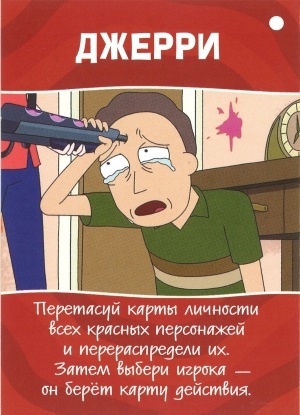 ДЖЕРРИ
Перетасуй карты личности
всех красных персонажей
и перераспредели их.
Затем выбери игрока —
он берёт карту действия.